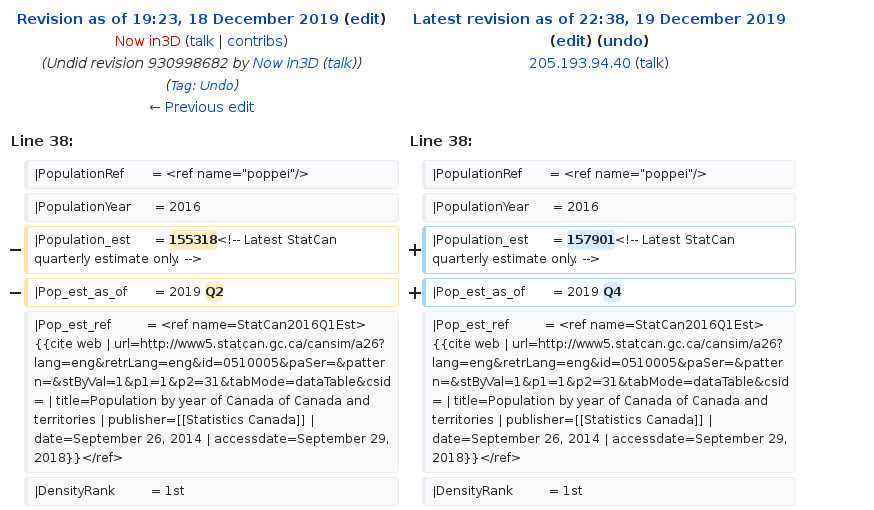 Revision as of 19:23, 18 December 2019 (edit)
Now in3D (talk | contribs)
(Undid revision 930998682 by Now in3D (talk))
(Tag: Undo)
← Previous edit
Latest revision as of 22:38, 19 December 2019
(edit) (undo)
205.193.94.40 (talk)
Line 38:
Line 38:
|PopulationRef = <ref name="poppei"/>
|PopulationRef = <ref name="poppei"/>
|PopulationYear = 2016
|PopulationYear = 2016
− |Population_est = 155318<!-- Latest StatCan
quarterly estimate only. -->
+ |Population_est = 157901<!-- Latest StatCan
quarterly estimate only. -->
− |Pop_est_as_of = 2019 Q2
+ |Pop_est_as_of = 2019 Q4
|Pop_est_ref = <ref name=StatCan2016Q1Est>
{{cite web | url=http://www5.statcan.gc.ca/cansim/a26?
lang=eng&retrLang=eng&id=0510005&paSer=&patter
n=&stByVal=1&p1=1&p2=31&tabMode=dataTable&csid
= | title=Population by year of Canada of Canada and
territories | publisher=[[Statistics Canada]] |
date=September 26, 2014 | accessdate=September 29,
2018}}</ref>
|Pop_est_ref = <ref name=StatCan2016Q1Est>
{{cite web | url=http://www5.statcan.gc.ca/cansim/a26?
lang=eng&retrLang=eng&id=0510005&paSer=&patter
n=&stByVal=1&p1=1&p2=31&tabMode=dataTable&csid
= | title=Population by year of Canada of Canada and
territories | publisher=[[Statistics Canada]] |
date=September 26, 2014 | accessdate=September 29,
2018}}</ref>
|DensityRank = 1st
|DensityRank = 1st